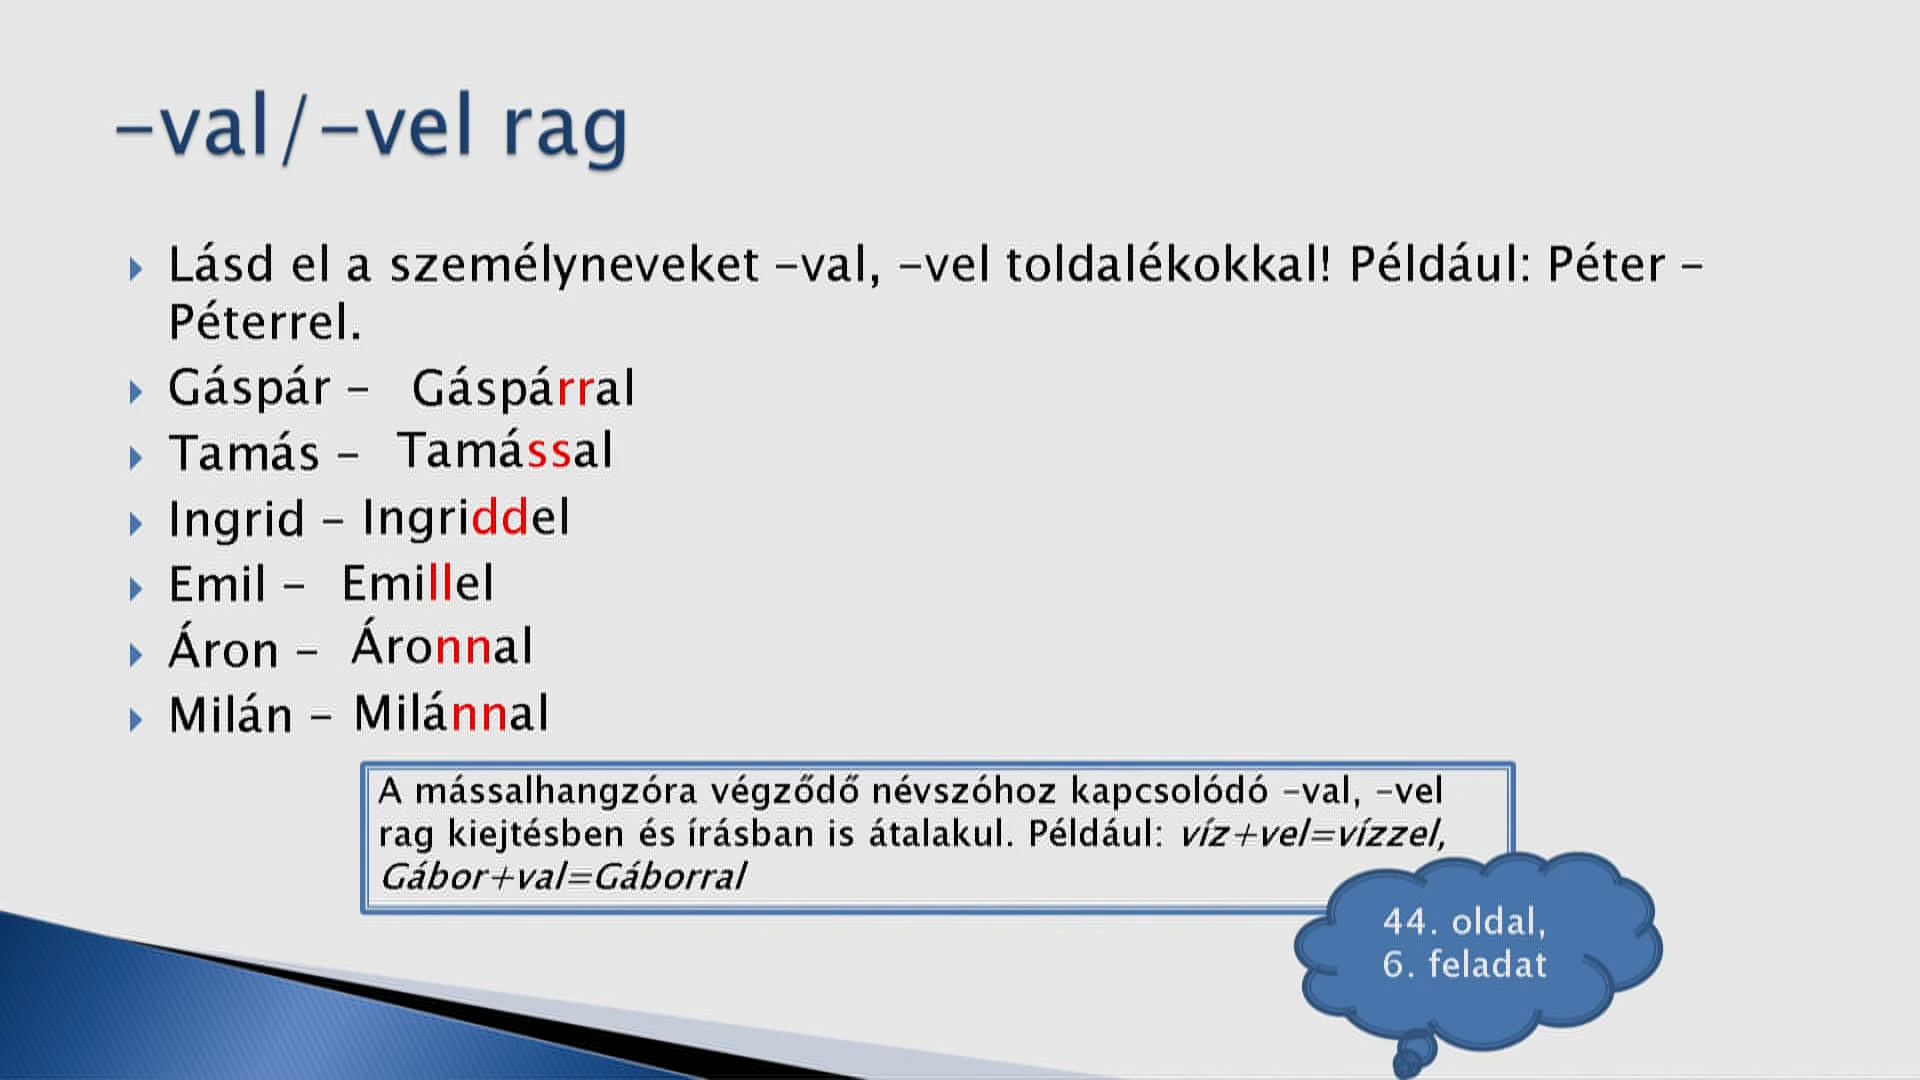 -val/-vel rag
Lásd el a személyneveket -val, -vel toldalékokkal! Például: Péter -
Péterrel.
Gáspár - Gáspárral
Tamás - Tamással
Ingrid - Ingriddel
Emil - Emillel
Áron - Áronnal
Milán - Milánnal
A mássalhangzóra végződő névszóhoz kapcsolódó -val, -vel
rag kiejtésben és írásban is átalakul. Például: víz+vel=vízzel,
Gábor+val=Gáborral
44. oldal,
6. feladat